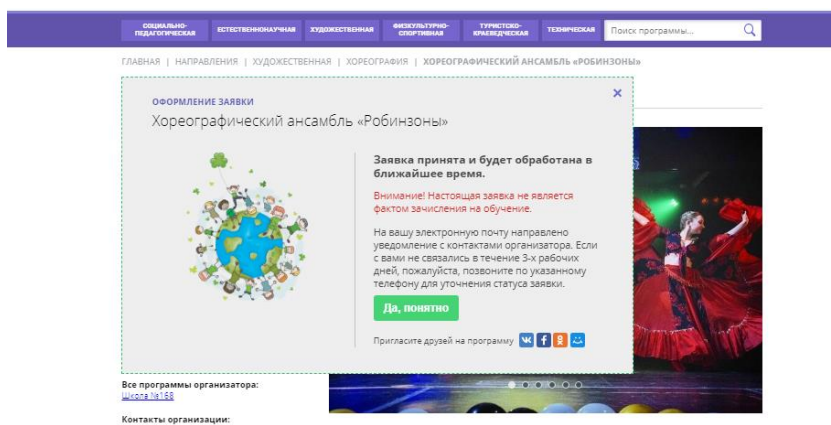 СОЦИАЛЬНО-
ПЕДАГОГИЧЕСКАЯ
ЕСТЕСТВЕННОНАУЧНАЯ
ХУДОЖЕСТВЕННАЯ
ФИЗКУЛЬТУРНО-
СПОРТИВНАЯ
ТУРИСТСКО-
КРАЕВЕДЧЕСКАЯ
ТЕХНИЧЕСКАЯ
Поиск программы...
ГЛАВНАЯ | НАПРАВЛЕНИЯ | ХУДОЖЕСТВЕННАЯ | ХОРЕОГРАФИЯ | ХОРЕОГРАФИЧЕСКИЙ АНСАМБЛЬ «РОБИНЗОНЫ»
ОФОРМЛЕНИЕ ЗАЯВКИ
Хореографический ансамбль «Робинзоны»
Заявка принята и будет обработана в
ближайшее время.
Внимание! Настоящая заявка не является
фактом зачисления на обучение.
На вашу электронную почту направлено
уведомление с контактами организатора. Если
с вами не связались в течение 3-х рабочих
дней, пожалуйста, позвоните по указанному
телефону для уточнения статуса заявки.
Да, понятно
Пригласите друзей на программу
Все программы организатора:
Школа №168
Контакты организации: